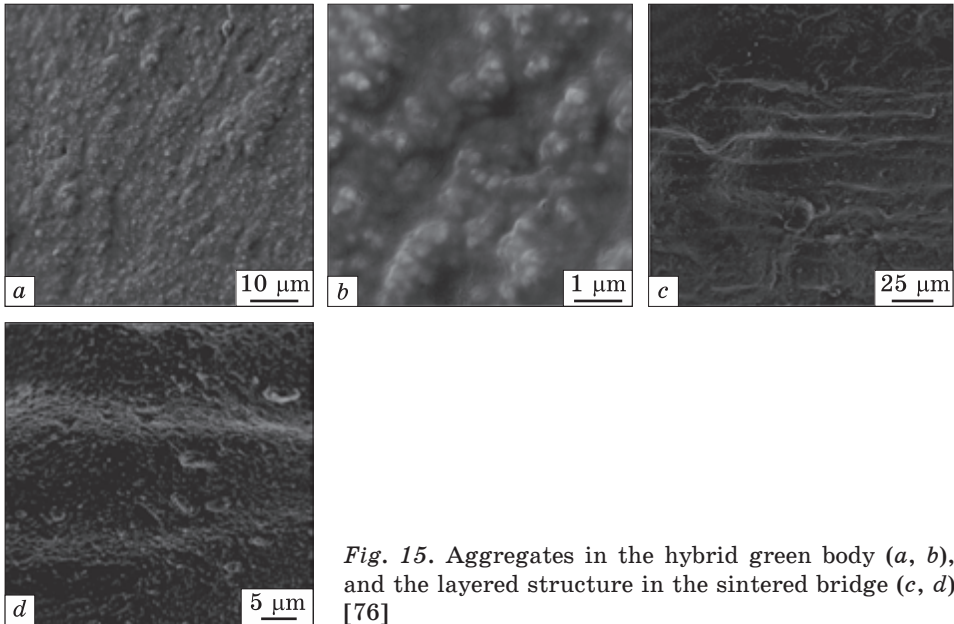 a
10 μm
b
1 μm
c
25 μm
d
5 μm
Fig. 15. Aggregates in the hybrid green body (a, b),
and the layered structure in the sintered bridge (c, d)
[76]